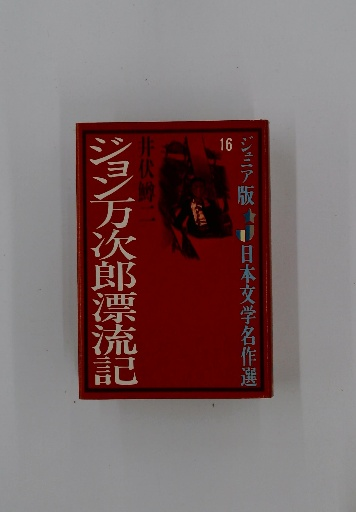 ジュニア版 日本文学名作選
16
井伏鱒二
ジョン万次郎漂流記